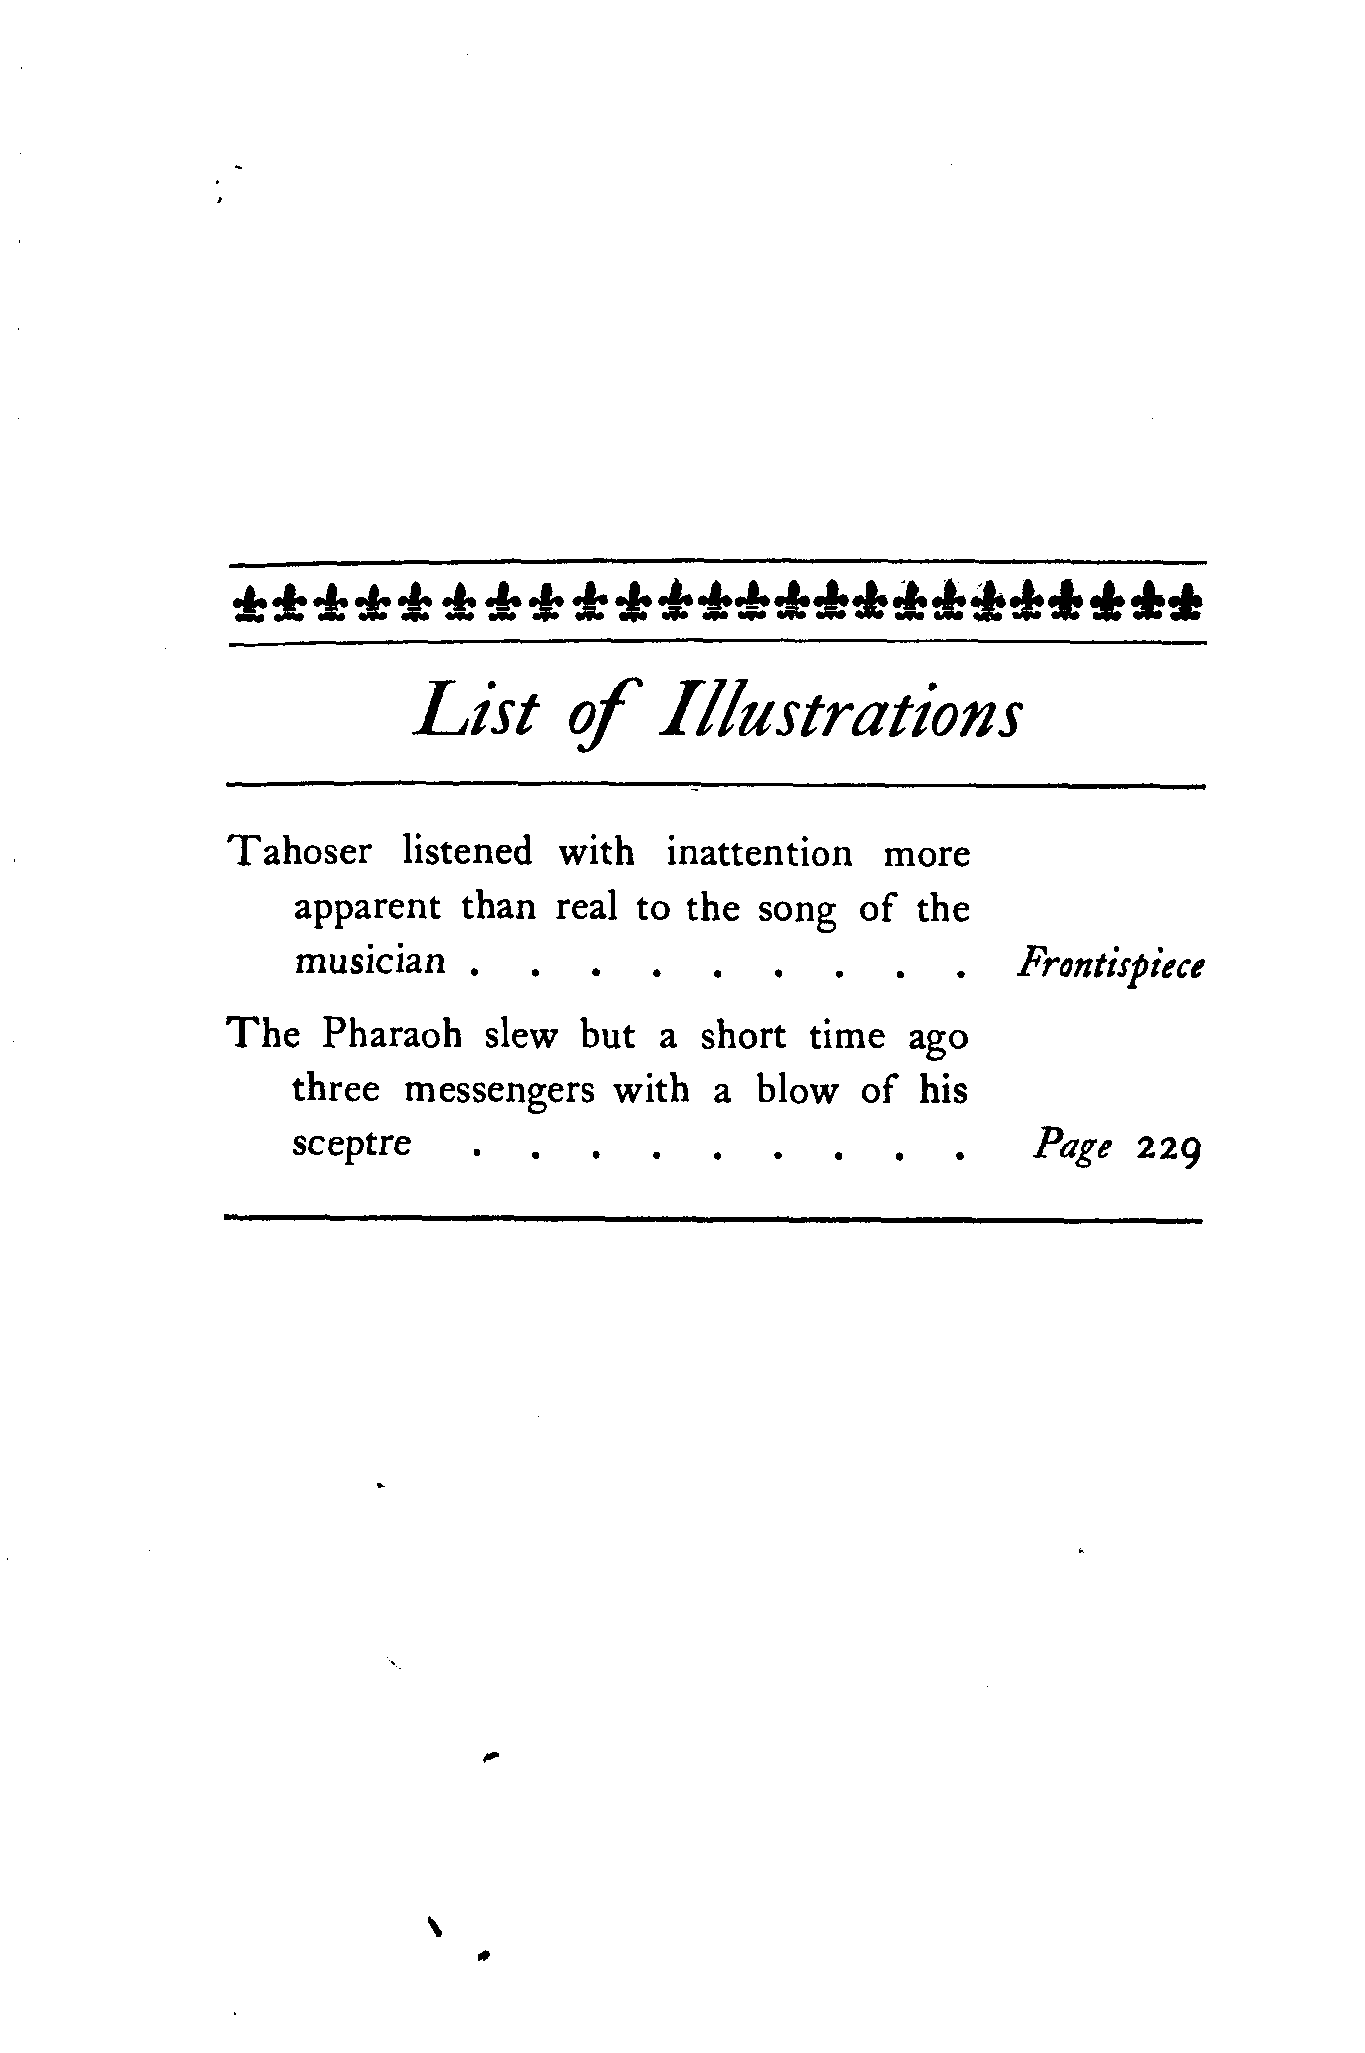 List of Illustrations
Tahoser listened with inattention more
apparent than real to the song of the
musician . . . . . . . . . Frontispiece
The Pharaoh slew but a short time ago
three messengers with a blow of his
sceptre . . . . . . . . . Page 229